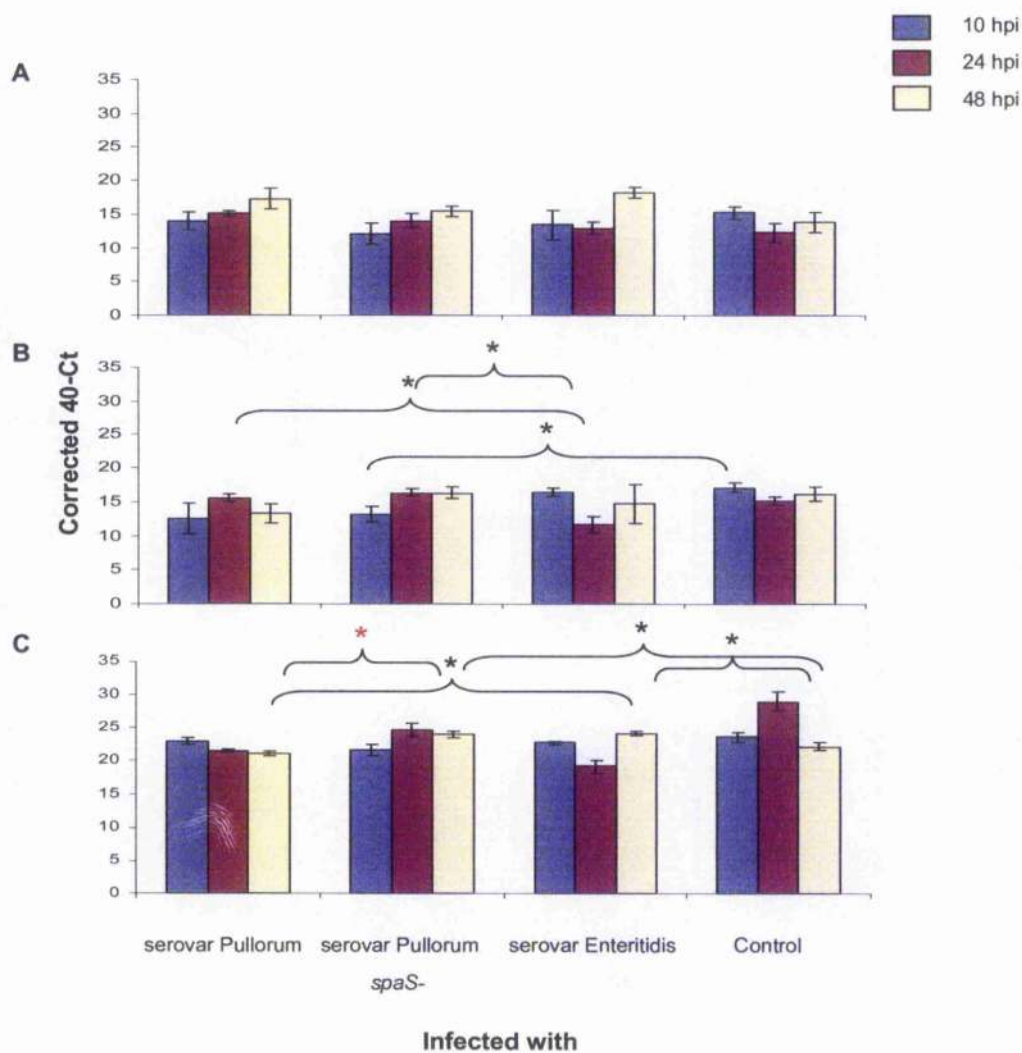 10 hpi
24 hpi
48 hpi
A
35
30
25
20
15
10
5
0
B
*
*
*
35
30
25
20
15
10
5
0
Corrected 40-Ct
C
*
*
*
*
35
30
25
20
15
10
5
0
serovar Pullorum
serovar Pullorum spaS-
serovar Enteritidis
Control
Infected with